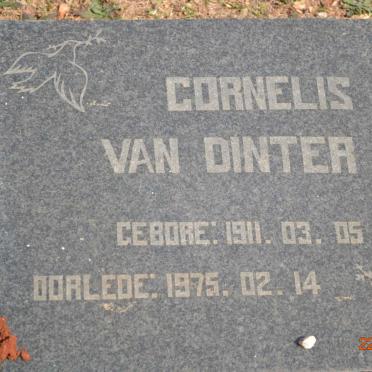 CORNELIS
VAN DINTER
GEBORE: 1911. 03. 05
OORLEDE: 1975. 02. 14